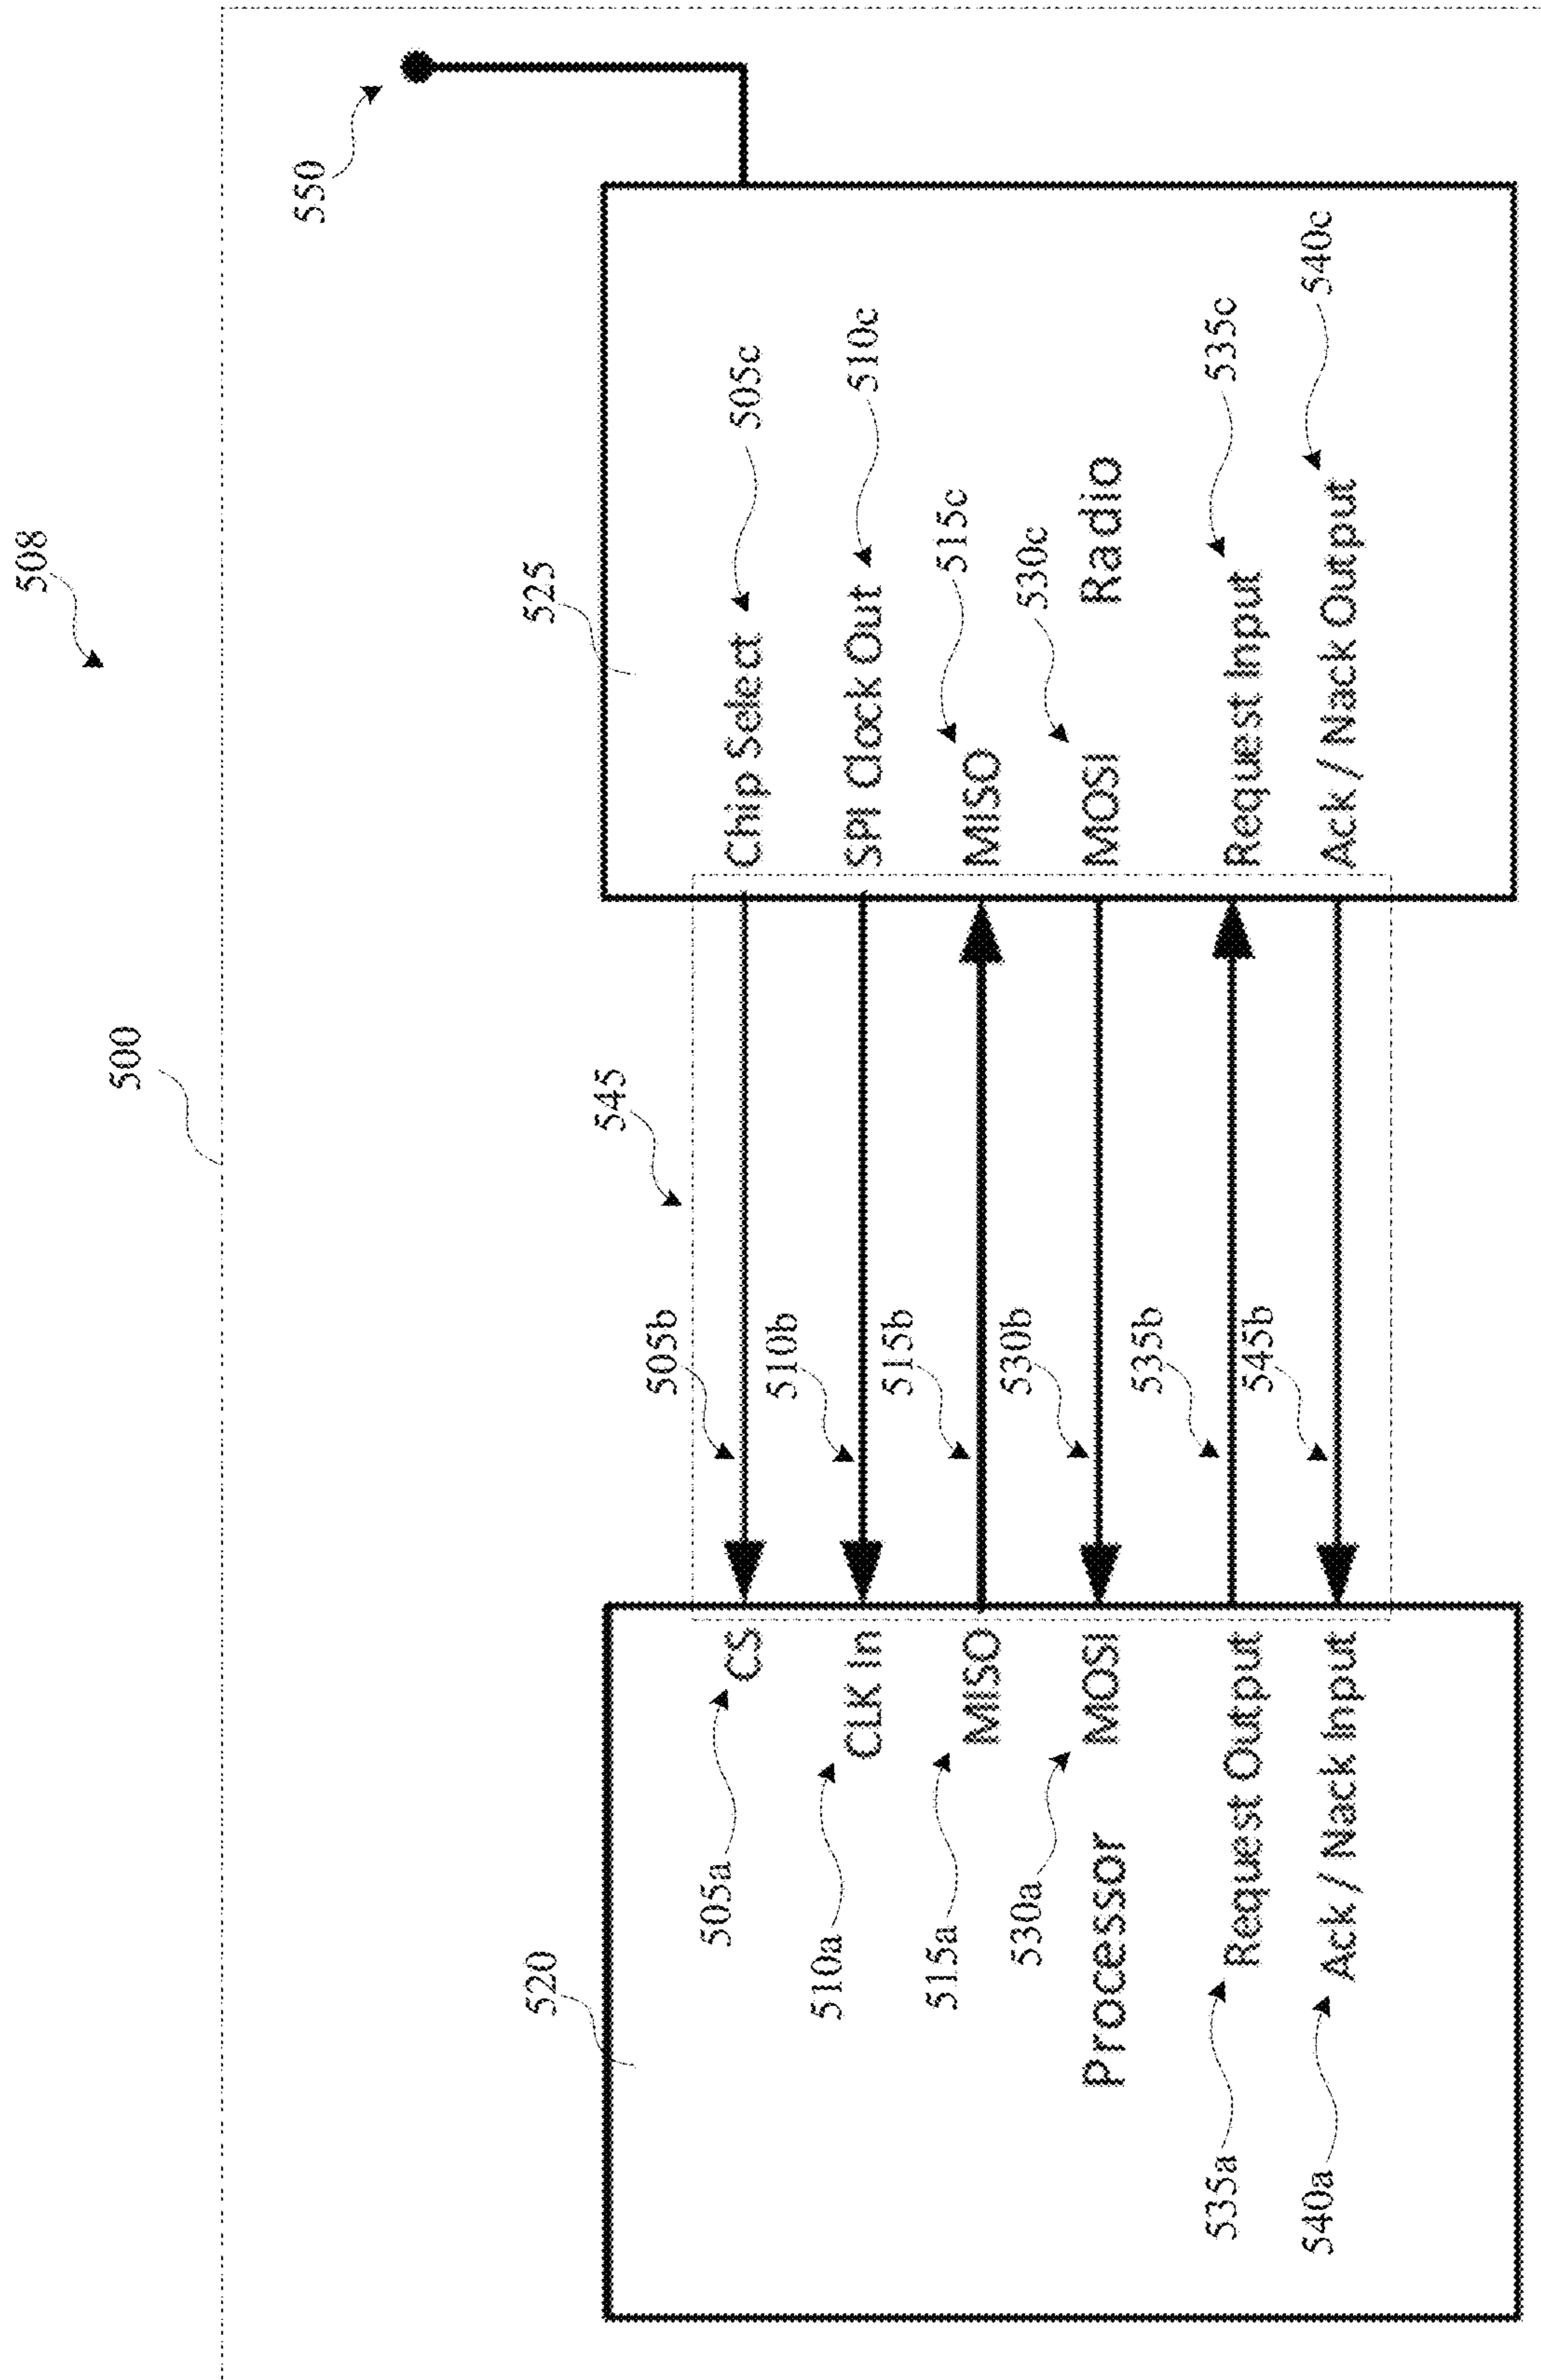 508
500
550
520
525
545
505b
505a
CS
Chip Select
505c
510b
510a
CLK In
SPI Clock Out
510c
515b
515a
MISO
MISO
515c
530b
530a
MOSI
MOSI
530c
Processor
Radio
535b
535a
Request Output
Request Input
535c
545b
540a
Ack / Nack Input
Ack / Nack Output
540c